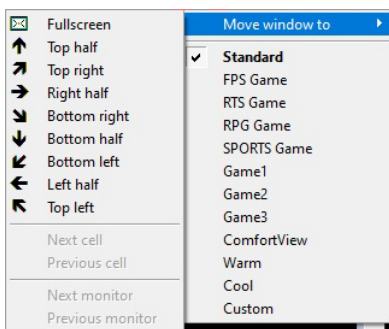 Fullscreen
Top half
Top right
Right half
Bottom right
Bottom half
Bottom left
Left half
Top left
Next cell
Previous cell
Next monitor
Previous monitor
Move window to
Standard
FPS Game
RTS Game
RPG Game
SPORTS Game
Game1
Game2
Game3
ComfortView
Warm
Cool
Custom